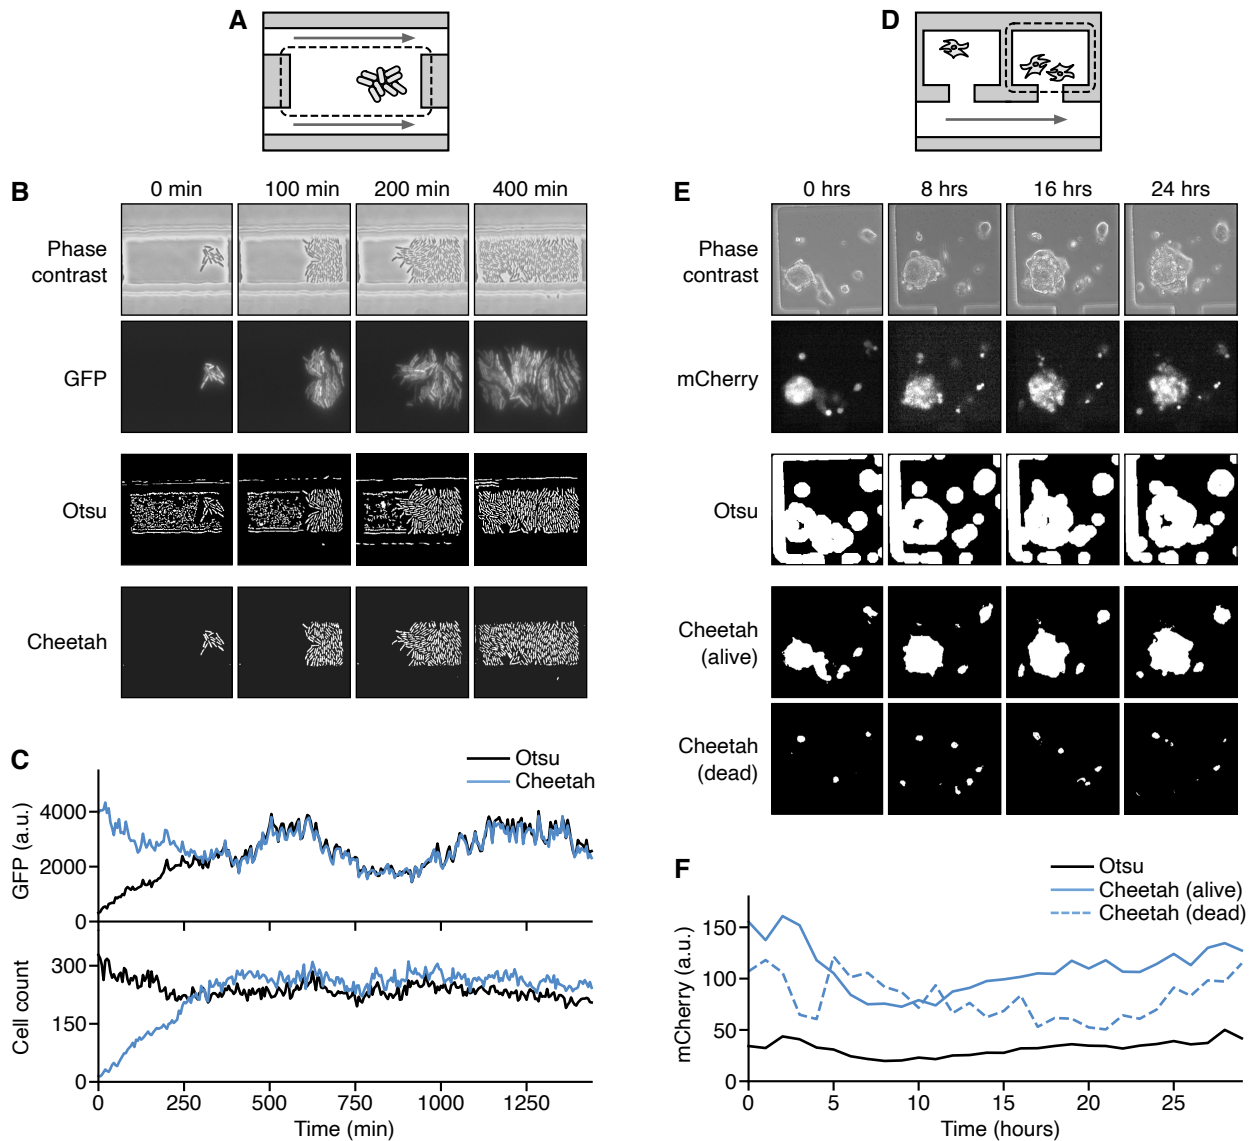 A
B
0 min 100 min 200 min 400 min
Phase
contrast
GFP
Otsu
Cheetah
C
Otsu
Cheetah
GFP (a.u.)
4000
2000
0
Cell count
300
150
0
0 250 500 750 1000 1250
Time (min)
D
E
0 hrs 8 hrs 16 hrs 24 hrs
Phase
contrast
mCherry
Otsu
Cheetah
(alive)
Cheetah
(dead)
F
Otsu
Cheetah (alive)
Cheetah (dead)
mCherry (a.u.)
150
100
50
0
0 5 10 15 20 25
Time (hours)